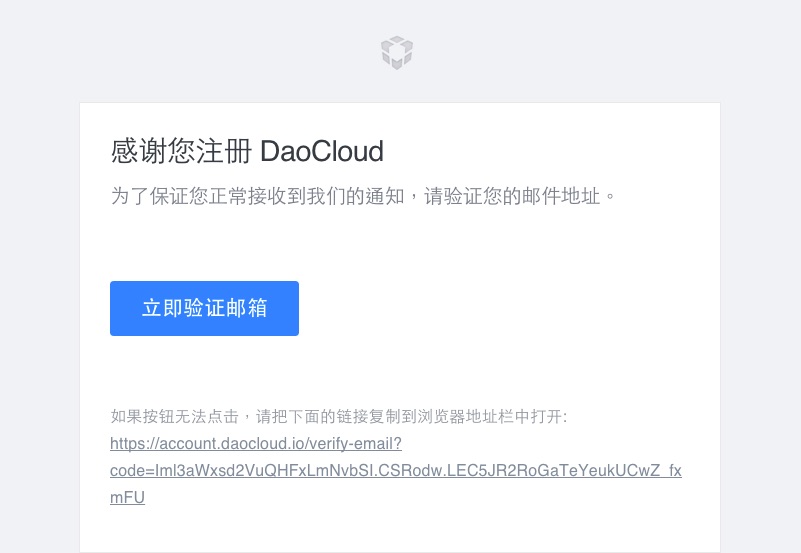 感谢您注册 DaoCloud
为了保证您正常接收到我们的通知，请验证您的邮件地址。
立即验证邮箱
如果按钮无法点击，请把下面的链接复制到浏览器地址栏中打开:
https://account.daocloud.io/verify-email?
code=Iml3aWxsd2VuQHFxLmNvbSI.CSRodw.LEC5JR2RoGaTeYeukUCwZ_fx
mFU